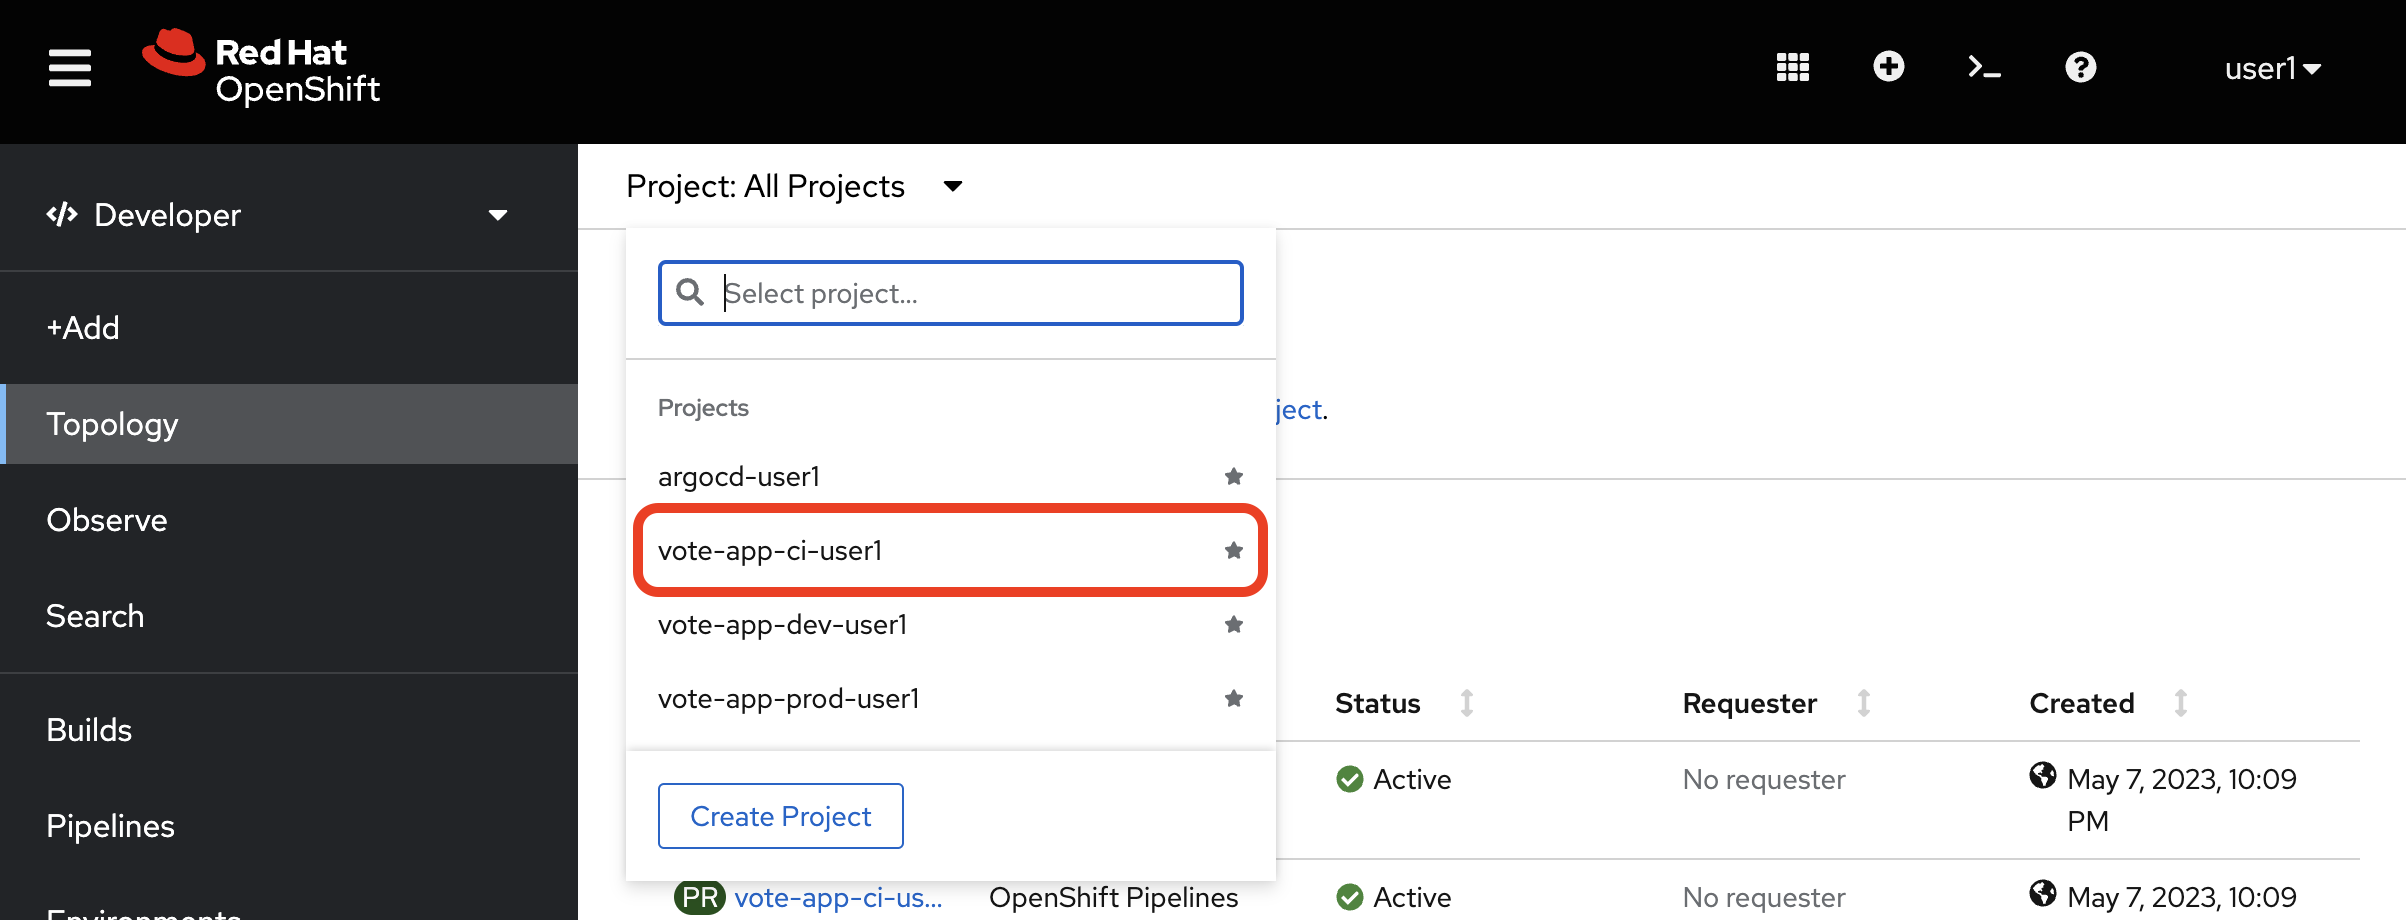 Red Hat
OpenShift
user1
Developer
Project: All Projects
Select project...
+Add
Topology
Observe
Search
Builds
Pipelines
Environments
Projects
argocd-user1
vote-app-ci-user1
vote-app-dev-user1
vote-app-prod-user1
Create Project
ject.
Status Requester Created
Active No requester May 7, 2023, 10:09
PM
PR vote-app-ci-us... OpenShift Pipelines Active No requester May 7, 2023, 10:09